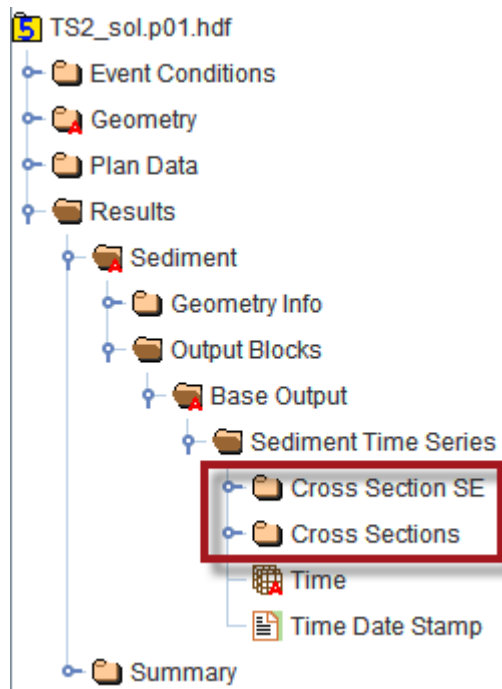 TS2_sol.p01.hdf
Event Conditions
Geometry
Plan Data
Results
Sediment
Geometry Info
Output Blocks
Base Output
Sediment Time Series
Cross Section SE
Cross Sections
Time
Time Date Stamp
Summary